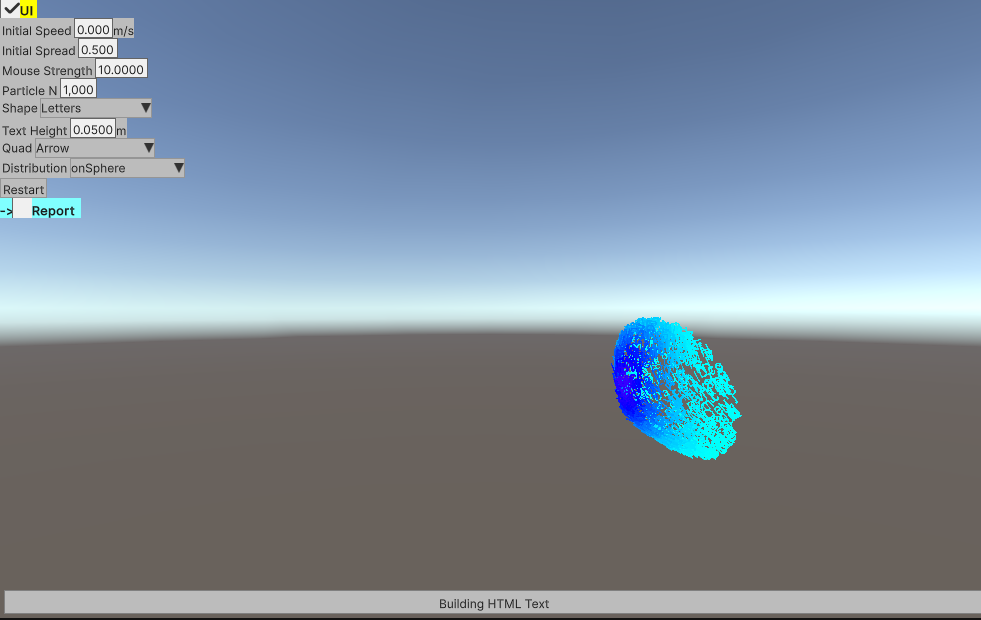 UI
Initial Speed 0.000 m/s
Initial Spread 0.500
Mouse Strength 10.0000
Particle N 1,000
Shape Letters
Text Height 0.0500 m
Quad Arrow
Distribution onSphere
Restart
-> Report
Building HTML Text